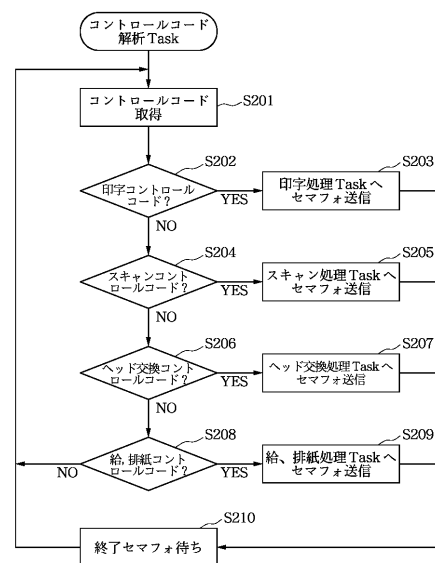 コントロールコード
解析Task
コントロールコード
取得
S201
印字コントロール
コード?
S202
YES
NO
印字処理Taskへ
セマフォ送信
S203
スキャンコント
ロールコード?
S204
YES
NO
スキャン処理Taskへ
セマフォ送信
S205
ヘッド交換コント
ロールコード?
S206
YES
NO
ヘッド交換処理Taskへ
セマフォ送信
S207
給,排紙コント
ロールコード?
S208
NO
YES
給、排紙処理Taskへ
セマフォ送信
S209
S210
終了セマフォ待ち